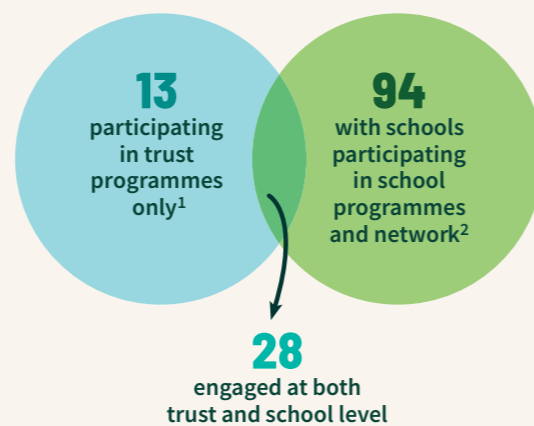 13
participating
in trust
programmes
only¹
94
with schools
participating
in school
programmes
and network²
28
engaged at both
trust and school level